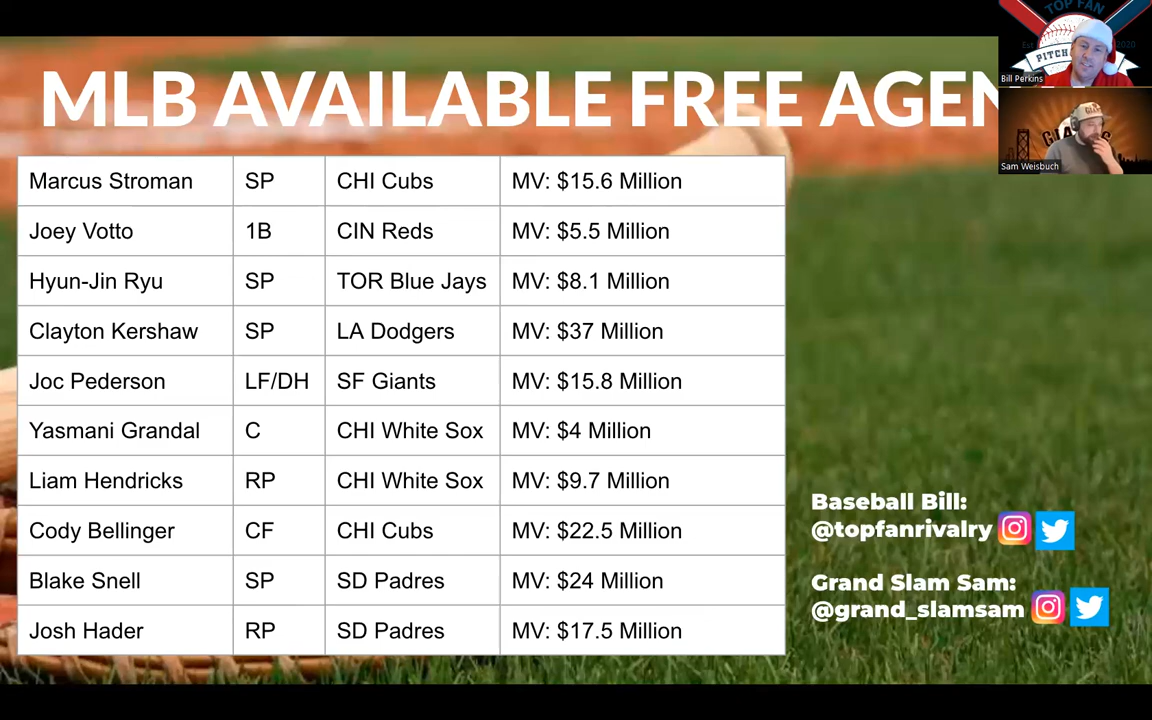 MLB AVAILABLE FREE AGEN
Marcus Stroman SP CHI Cubs MV: $15.6 Million
Joey Votto 1B CIN Reds MV: $5.5 Million
Hyun-Jin Ryu SP TOR Blue Jays MV: $8.1 Million
Clayton Kershaw SP LA Dodgers MV: $37 Million
Joc Pederson LF/DH SF Giants MV: $15.8 Million
Yasmani Grandal C CHI White Sox MV: $4 Million
Liam Hendricks RP CHI White Sox MV: $9.7 Million
Cody Bellinger CF CHI Cubs MV: $22.5 Million
Blake Snell SP SD Padres MV: $24 Million
Josh Hader RP SD Padres MV: $17.5 Million
TOP FAN
Est 2020
PITCH
Bill Perkins
Sam Weisbuch
Baseball Bill:
@topfanrivalry
Grand Slam Sam:
@grand_slamsam